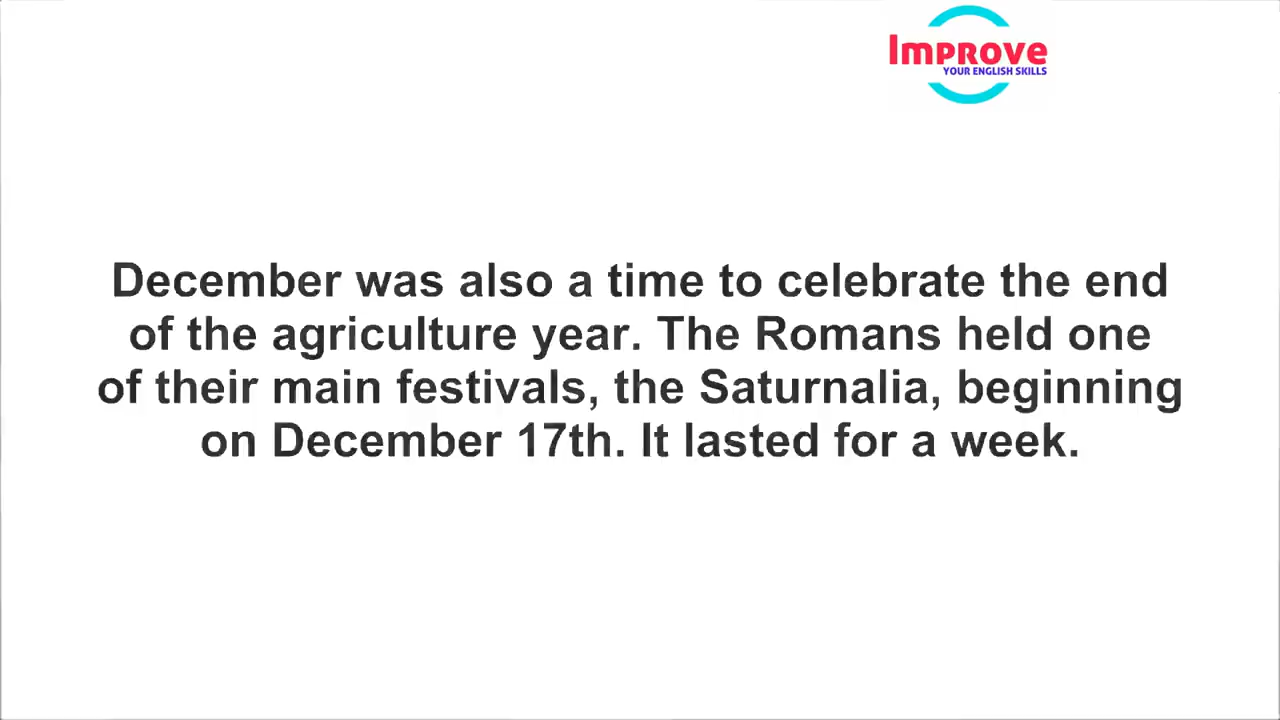 Improve
YOUR ENGLISH SKILLS
December was also a time to celebrate the end
of the agriculture year. The Romans held one
of their main festivals, the Saturnalia, beginning
on December 17th. It lasted for a week.